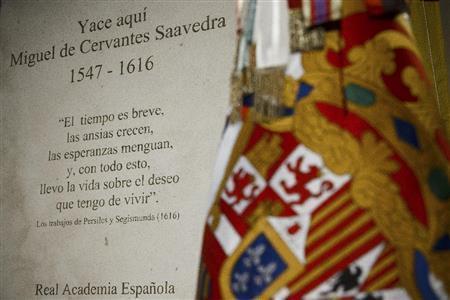 Yace aquí
Miguel de Cervantes Saavedra
1547 - 1616
“El tiempo es breve,
las ansias crecen,
las esperanzas menguan,
y, con todo esto,
llevo la vida sobre el deseo
que tengo de vivir”.
Los trabajos de Persiles y Segismunda (1616)
Real Academia Española